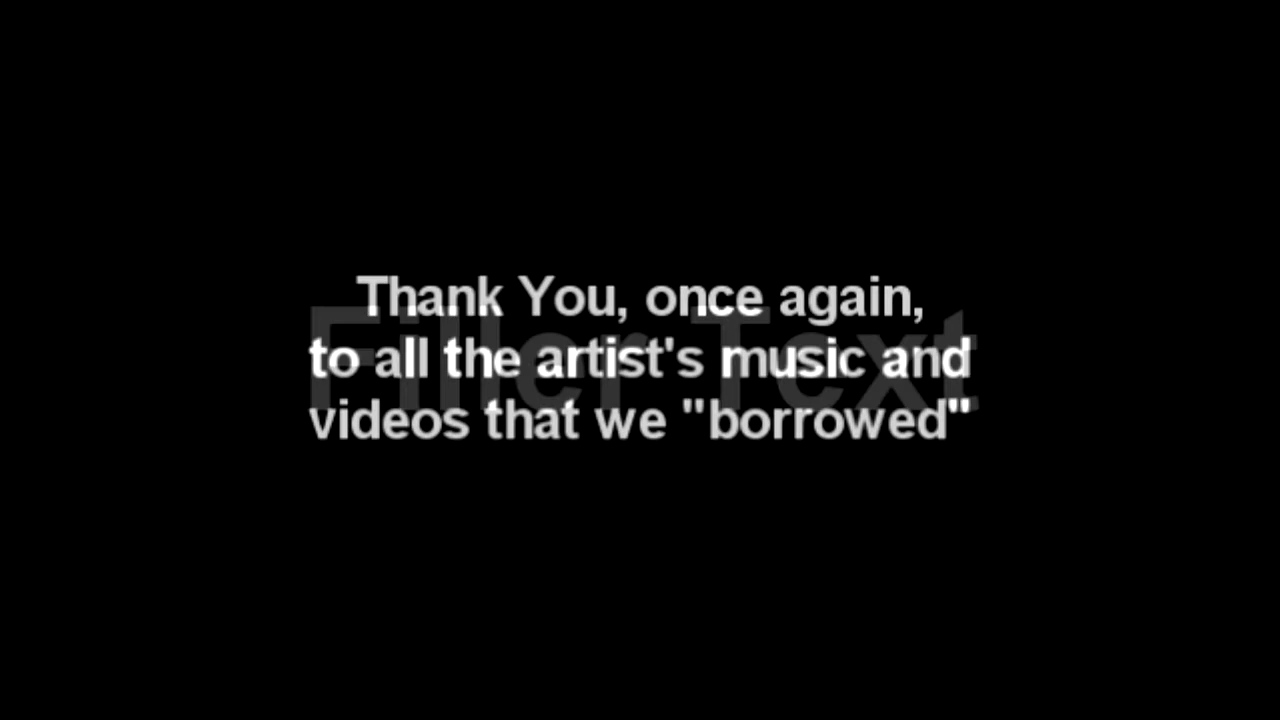 Thank You, once again,
to all the artist's music and
videos that we "borrowed"
Filler Text